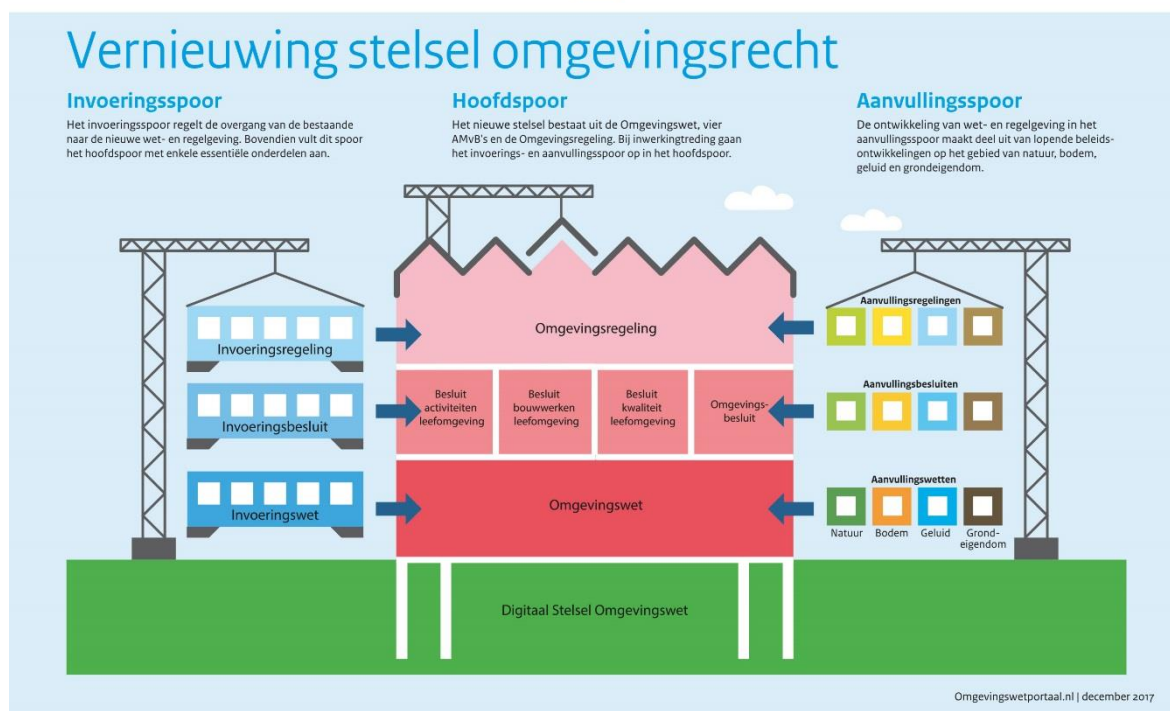 Vernieuwing stelsel omgevingsrecht
Invoeringsspoor
Het invoeringsspoor regelt de overgang van de bestaande
naar de nieuwe wet- en regelgeving. Bovendien vult dit spoor
het hoofdspoor met enkele essentiële onderdelen aan.
Hoofdspoor
Het nieuwe stelsel bestaat uit de Omgevingswet, vier
AMvB's en de Omgevingsregeling. Bij inwerkingtreding gaan
het invoerings- en aanvullingsspoor op in het hoofdspoor.
Aanvullingsspoor
De ontwikkeling van wet- en regelgeving in het
aanvullingsspoor maakt deel uit van lopende beleids-
ontwikkelingen op het gebied van natuur, bodem,
geluid en grondeigendom.
Invoeringsregeling
Omgevingsregeling
Aanvullingsregelingen
Invoeringsbesluit
Besluit
activiteiten
leefomgeving
Besluit
bouwwerken
leefomgeving
Besluit
kwaliteit
leefomgeving
Omgevings-
besluit
Aanvullingsbesluiten
Invoeringswet
Omgevingswet
Aanvullingswetten
Natuur
Bodem
Geluid
Grond-
eigendom
Digitaal Stelsel Omgevingswet
Omgevingswetportaal.nl | december 2017